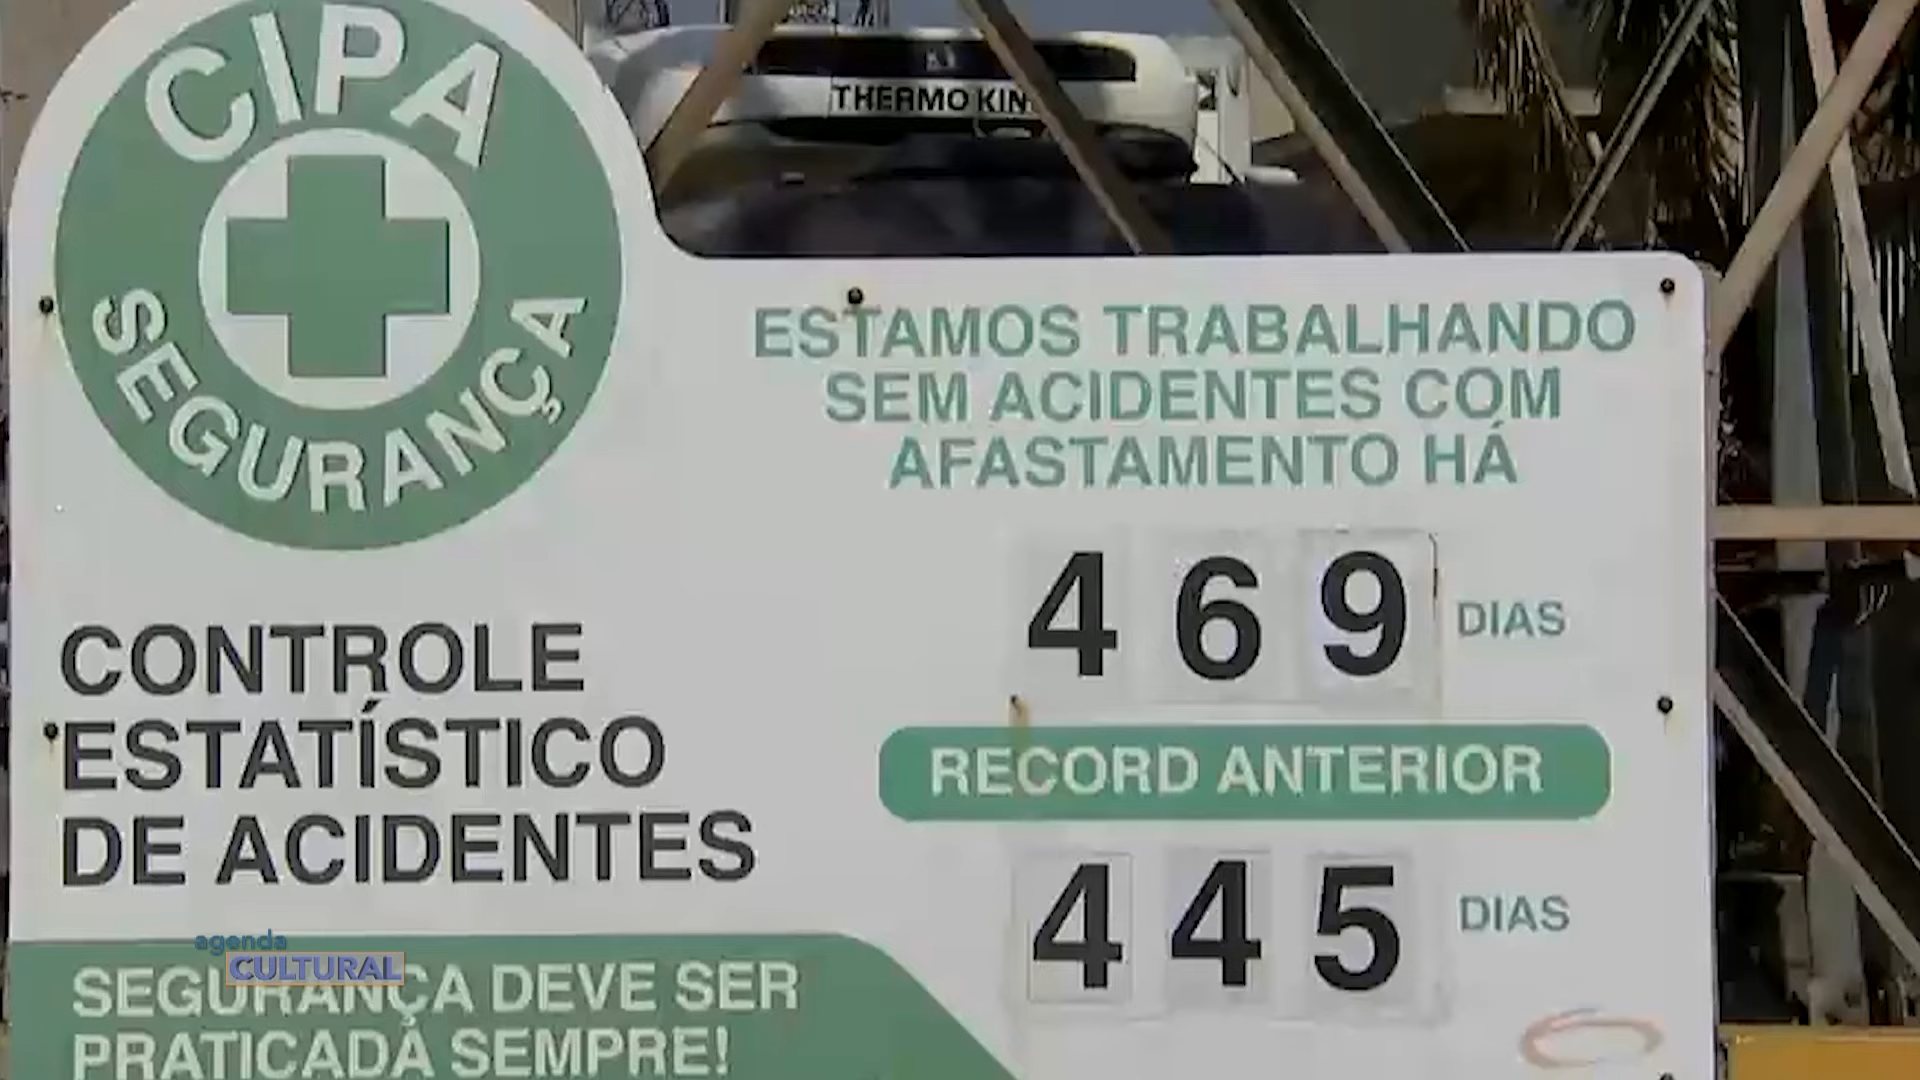 CIPA
SEGURANÇA
THERMO KIN
ESTAMOS TRABALHANDO
SEM ACIDENTES COM
AFASTAMENTO HÁ
469 DIAS
RECORD ANTERIOR
445 DIAS
CONTROLE
ESTATÍSTICO
DE ACIDENTES
agenda
CULTURAL
SEGURANÇA DEVE SER
PRATICADA SEMPRE!